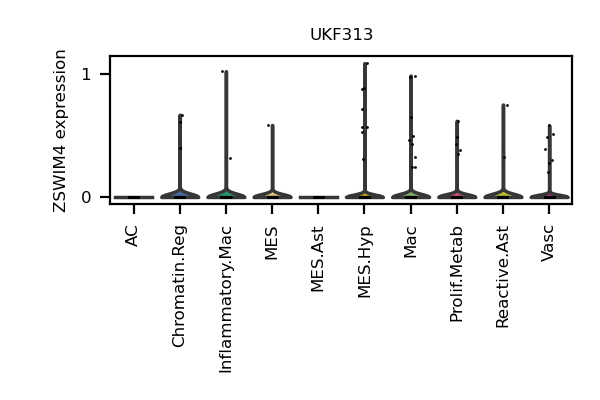 UKF313
ZSWIM4 expression
1
0
AC
Chromatin.Reg
Inflammatory.Mac
MES
MES.Ast
MES.Hyp
Mac
Prolif.Metab
Reactive.Ast
Vasc